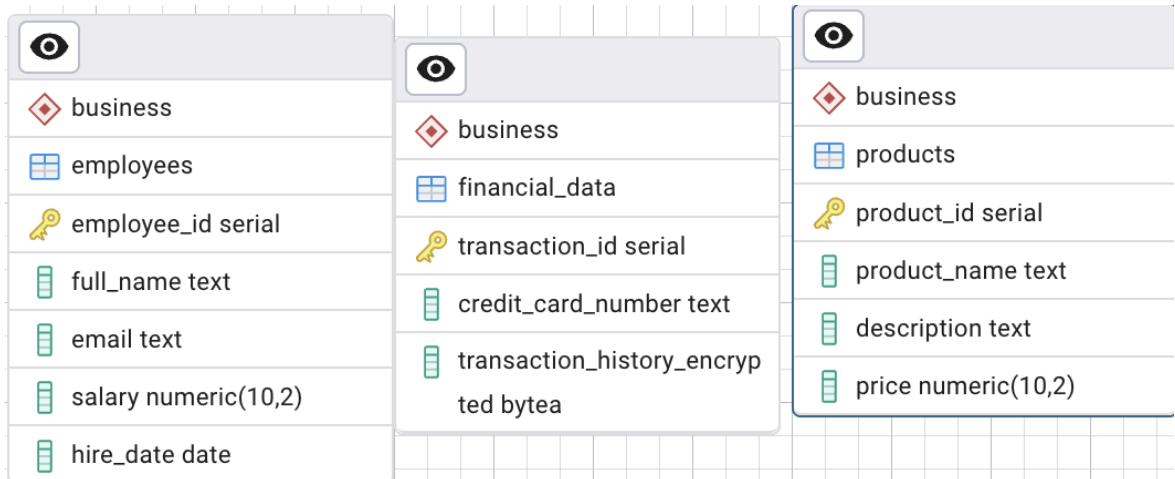 business
employees
employee_id serial
full_name text
email text
salary numeric(10,2)
hire_date date
business
financial_data
transaction_id serial
credit_card_number text
transaction_history_encryp
ted bytea
business
products
product_id serial
product_name text
description text
price numeric(10,2)